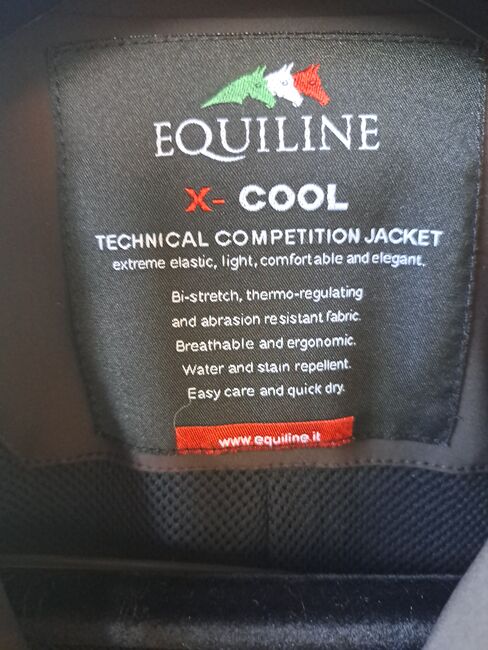 EQUILINE
X- COOL
TECHNICAL COMPETITION JACKET
extreme elastic, light, comfortable and elegant.
Bi-stretch, thermo-regulating
and abrasion resistant fabric.
Breathable and ergonomic.
Water and stain repellent.
Easy care and quick dry.
www.equiline.it